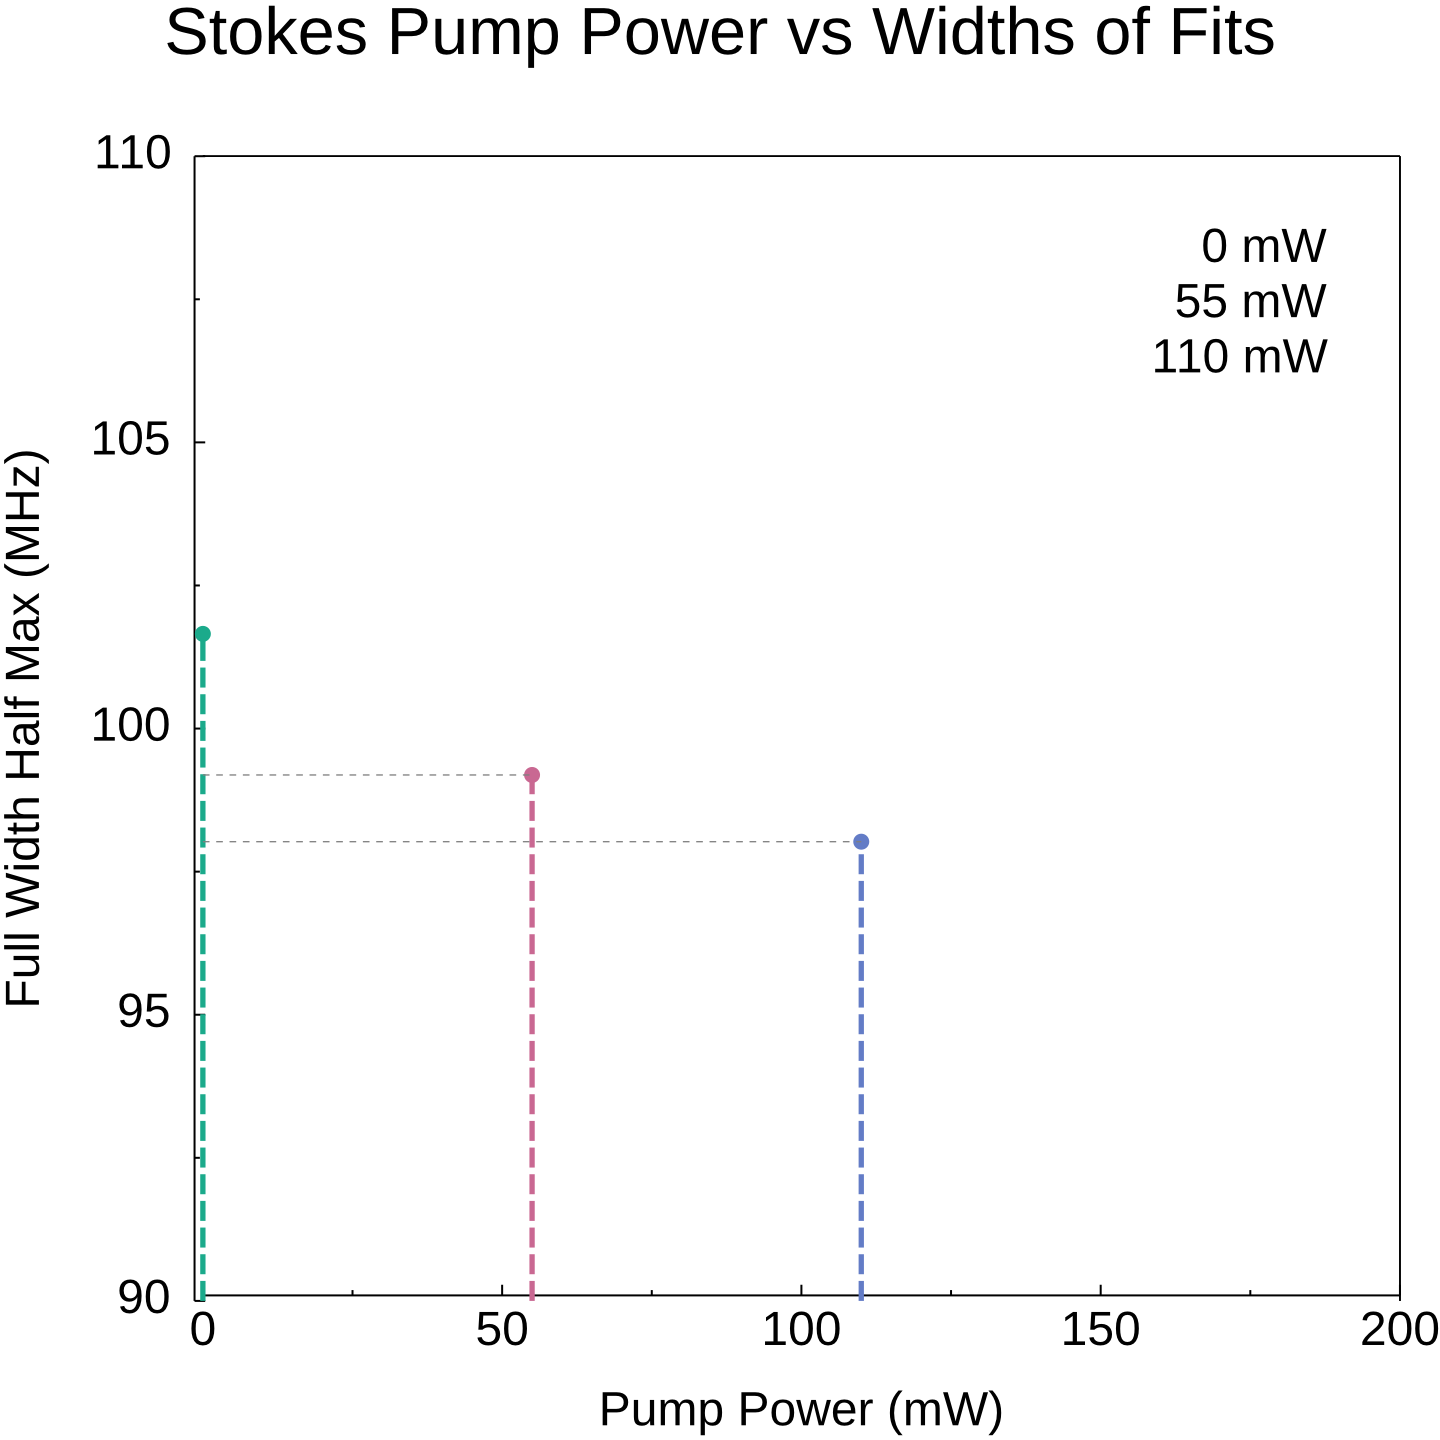 Stokes Pump Power vs Widths of Fits
110
0 mW
55 mW
110 mW
105
Full Width Half Max (MHz)
100
95
90
0 50 100 150 200
Pump Power (mW)